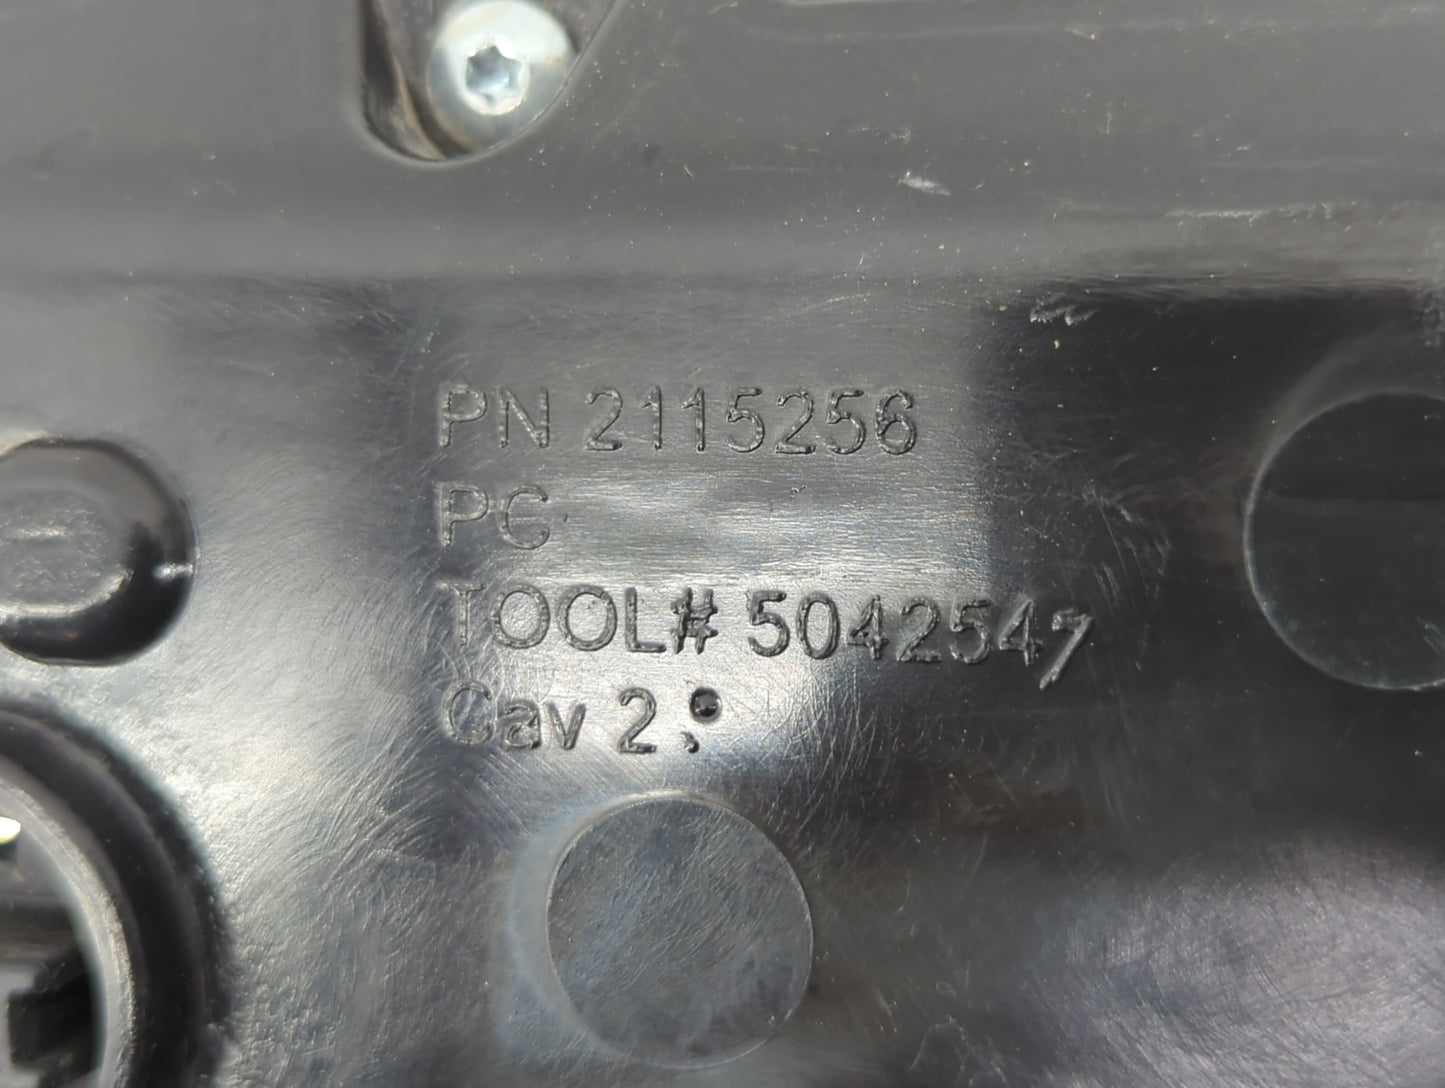 PN 2115256
PC
TOOL# 5042547
Cav 2